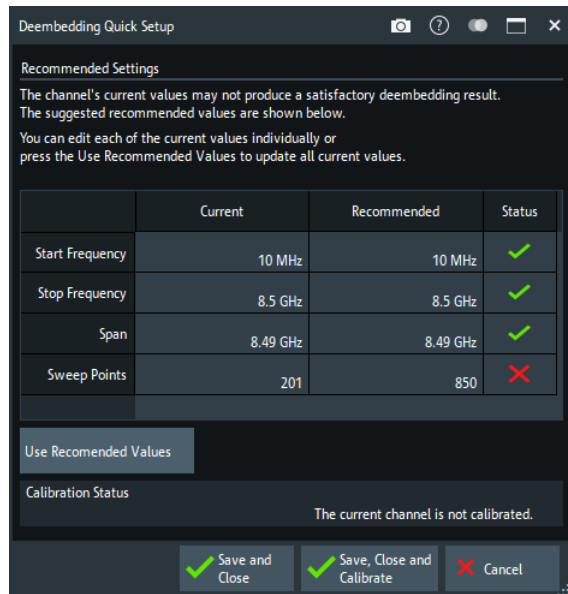 Deembedding Quick Setup
Recommended Settings
The channel's current values may not produce a satisfactory deembedding result.
The suggested recommended values are shown below.
You can edit each of the current values individually or
press the Use Recommended Values to update all current values.
Current Recommended Status
Start Frequency 10 MHz 10 MHz
Stop Frequency 8.5 GHz 8.5 GHz
Span 8.49 GHz 8.49 GHz
Sweep Points 201 850
Use Recomended Values
Calibration Status
The current channel is not calibrated.
Save and
Close
Save, Close and
Calibrate
Cancel